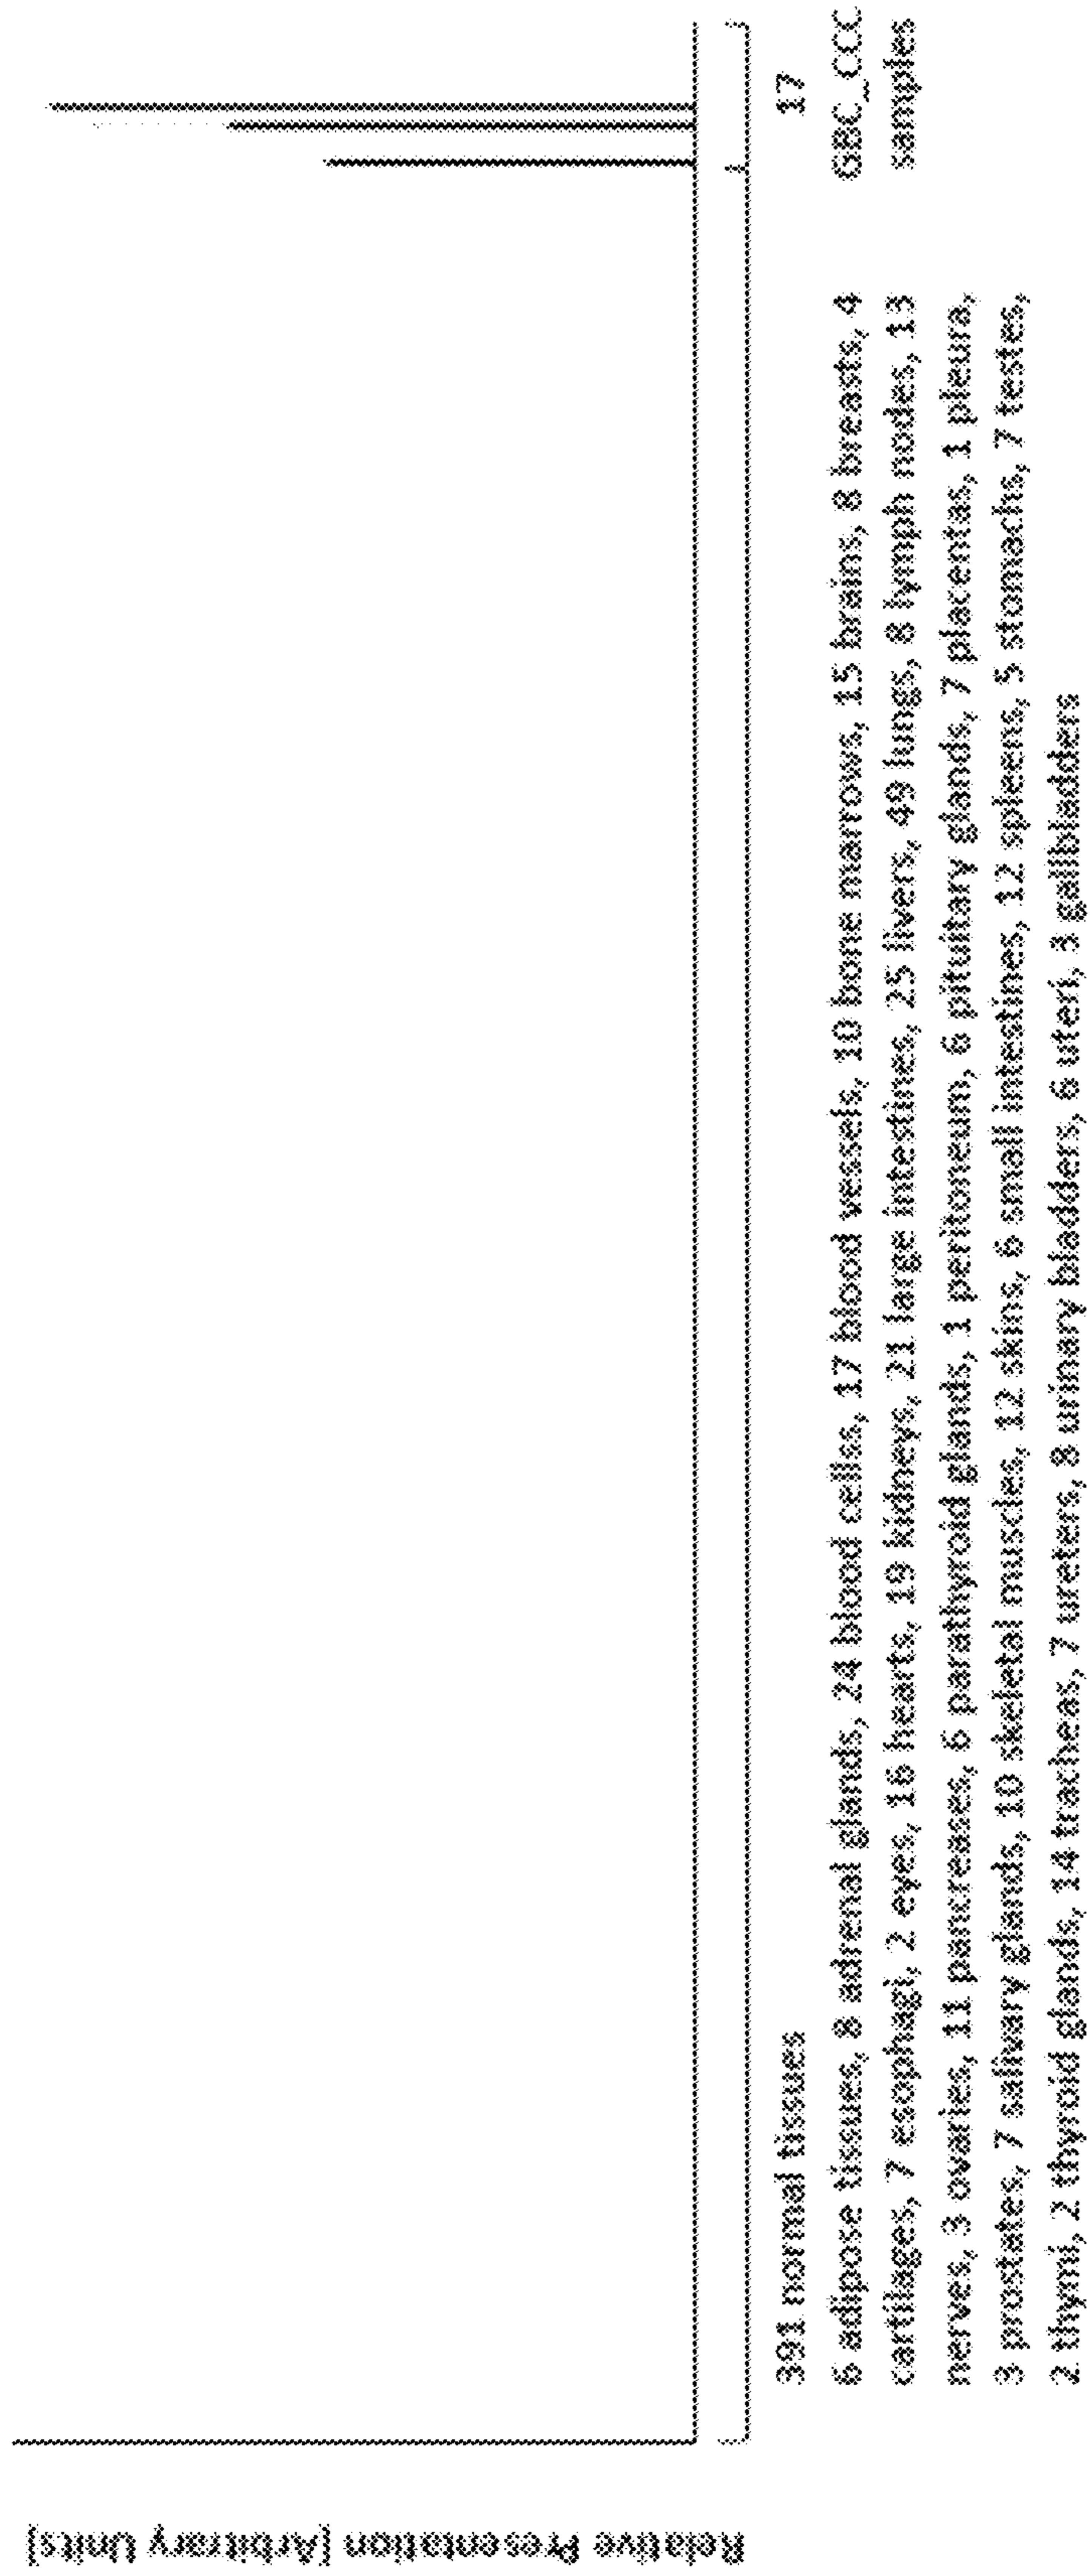 Relative Presentation [Arbitrary Units]
391 normal tissues
6 adipose tissues, 8 adrenal glands, 24 blood cells, 17 blood vessels, 10 bone marrows, 15 brains, 8 breasts, 4
cartilages, 7 esophagi, 2 eyes, 16 hearts, 19 kidneys, 21 large intestines, 25 livers, 49 lungs, 8 lymph nodes, 13
nerves, 3 ovaries, 11 pancreases, 6 parathyroid glands, 1 peritoneum, 6 pituitary glands, 7 placentas, 1 pleura,
3 prostates, 7 salivary glands, 10 skeletal muscles, 12 skins, 6 small intestines, 12 spleens, 5 stomachs, 7 testes,
2 thymi, 2 thyroid glands, 14 tracheas, 7 ureters, 8 urinary bladders, 6 uteri, 3 gallbladders
17
GBC_CCC
samples